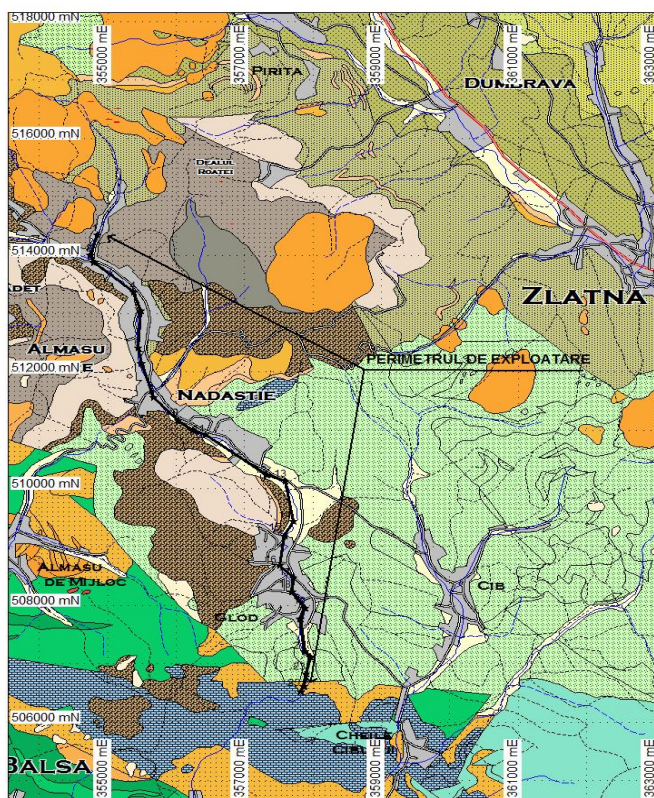 518000 mN
355000 mE
357000 mE
359000 mE
361000 mE
363000 mE
PIRITA
DUMBRAVA
516000 mN
DEALUL
ROATEI
514000 mN
ADET
ZLATNA
ALMASU
E
512000 mN
PERIMETRUL DE EXPLOATARE
NADASTIE
510000 mN
ALMASU
DE MIJLOC
CIB
508000 mN
GLOD
506000 mN
CHEILE
BALSA
355000 mE
357000 mE
359000 mE
361000 mE
363000 mE